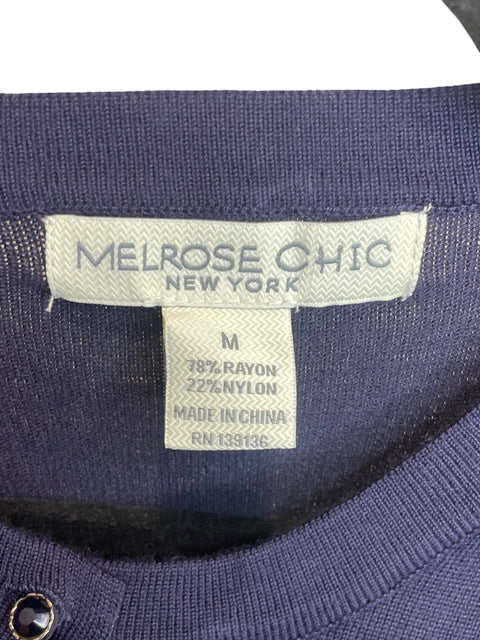 MELROSE CHIC
NEW YORK
M
78% RAYON
22% NYLON
MADE IN CHINA
RN 139136